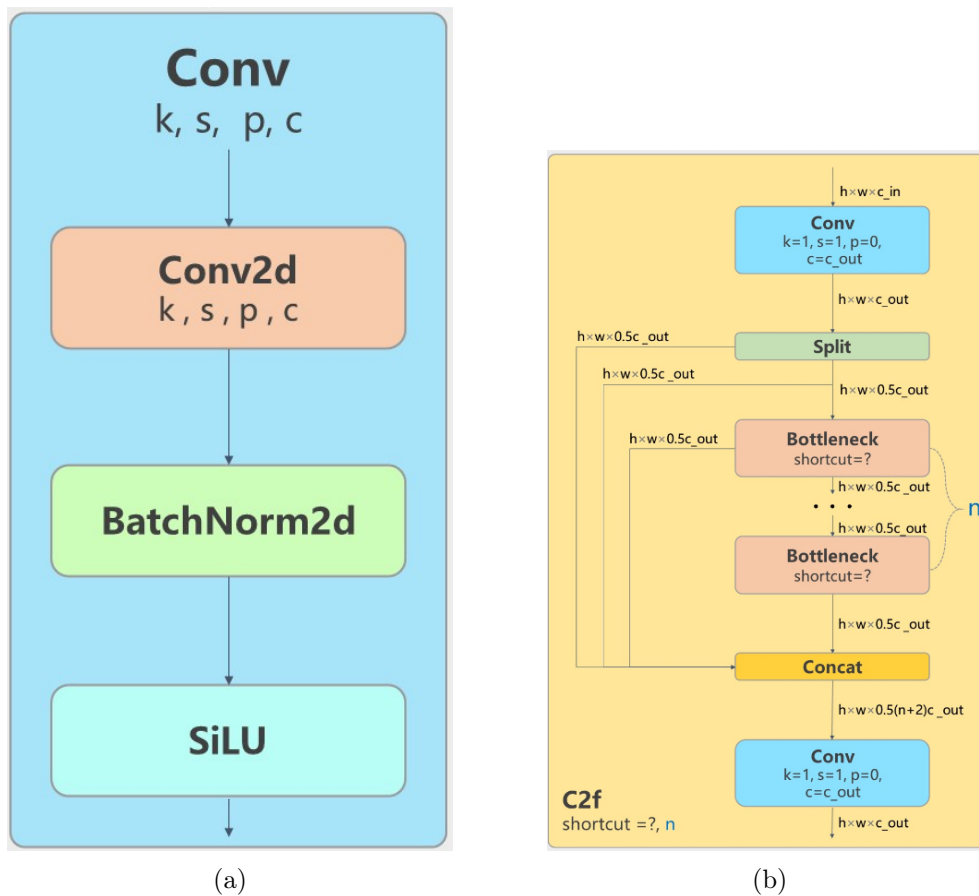 Conv
k, s, p, c
Conv2d
k , s , p , c
BatchNorm2d
SiLU
(a)
h×w×c_in
Conv
k=1, s=1, p=0,
c=c_out
h×w×c_out
h×w×0.5c_out
Split
h×w×0.5c_out
h×w×0.5c_out
h×w×0.5c_out
Bottleneck
shortcut=?
h×w×0.5c_out
• • •
n
h×w×0.5c_out
Bottleneck
shortcut=?
h×w×0.5c_out
Concat
h×w×0.5(n+2)c_out
Conv
k=1, s=1, p=0,
c=c_out
C2f
shortcut =?, n
h×w×c_out
(b)